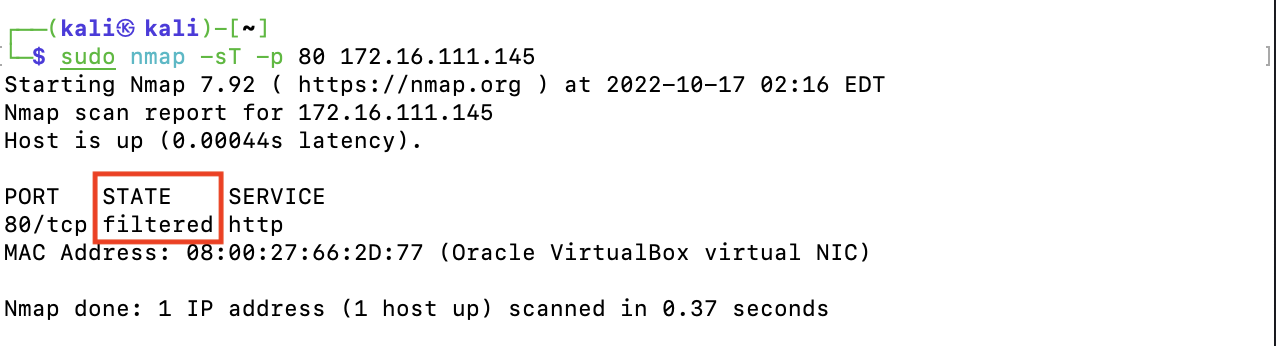 (kali㉿kali)-[~]
$ sudo nmap -sT -p 80 172.16.111.145
Starting Nmap 7.92 ( https://nmap.org ) at 2022-10-17 02:16 EDT
Nmap scan report for 172.16.111.145
Host is up (0.00044s latency).
PORT   STATE    SERVICE
80/tcp filtered http
MAC Address: 08:00:27:66:2D:77 (Oracle VirtualBox virtual NIC)
Nmap done: 1 IP address (1 host up) scanned in 0.37 seconds